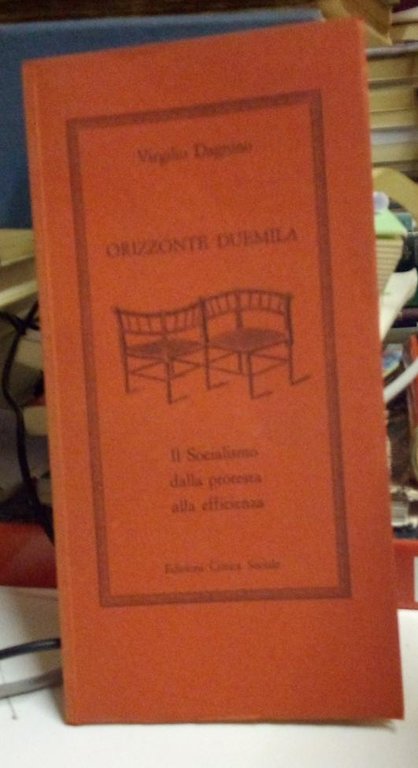 Virgilio Dagnino
ORIZZONTE DUEMILA
Il Socialismo
dalla protesta
alla efficienza
Edizioni Critica Sociale